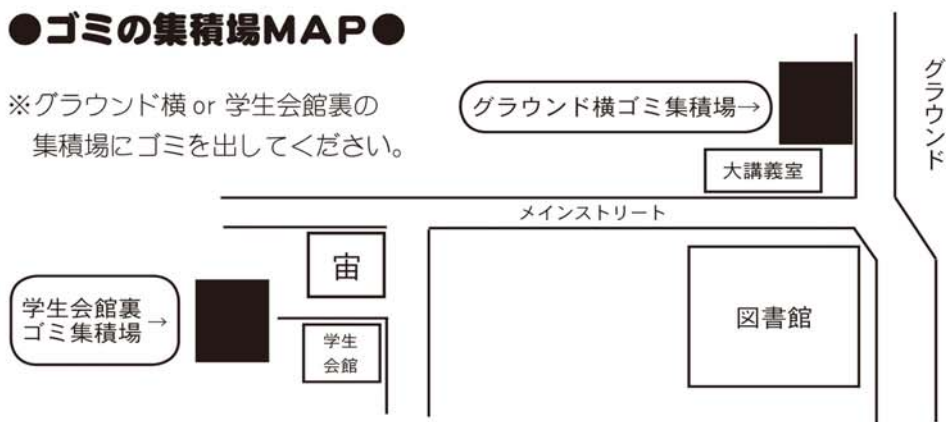 ●ゴミの集積場MAP●
※グラウンド横 or 学生会館裏の
集積場にゴミを出してください。
グラウンド横ゴミ集積場→
グラウンド
大講義室
メインストリート
宙
学生会館裏
ゴミ集積場→
学生
会館
図書館